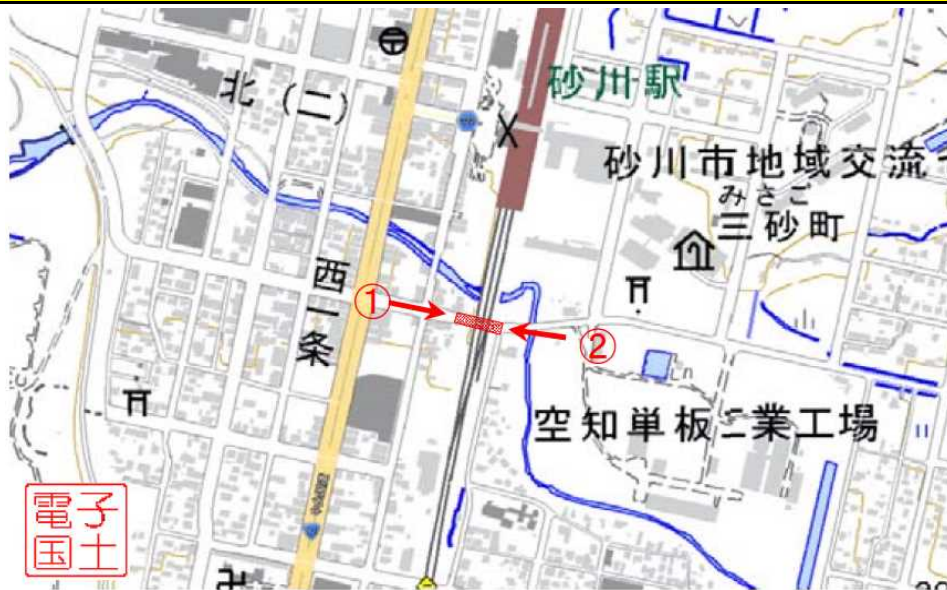 砂川駅
北(二)
砂川市地域交流
みさご
三砂町
西一条
①
②
空知単板工業工場
電子
国土